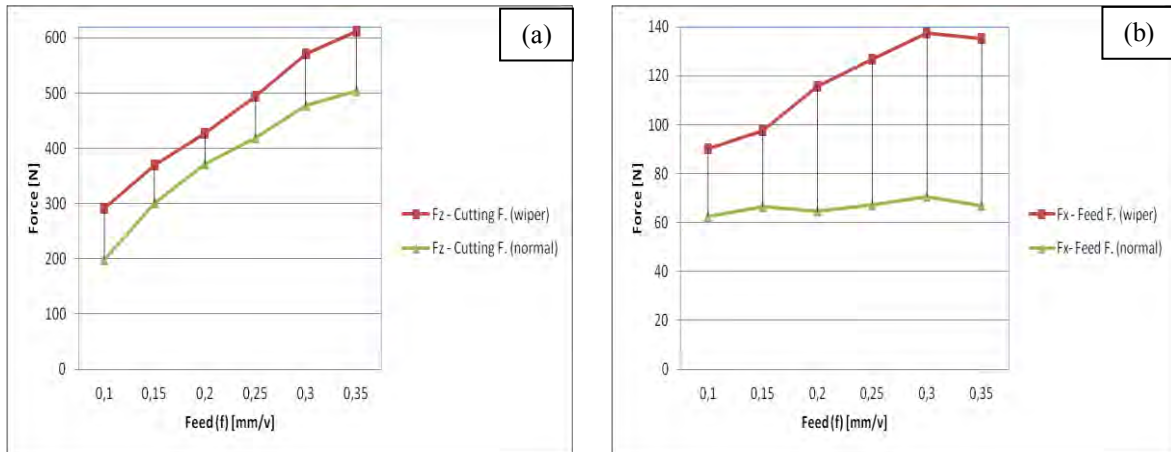 (a)
600
500
400
300
200
100
0
Force [N]
0,1 0,15 0,2 0,25 0,3 0,35
Feed (f) [mm/v]
Fz - Cutting F. (wiper)
Fz - Cutting F. (normal)
(b)
140
120
100
80
60
40
20
0
Force [N]
0,1 0,15 0,2 0,25 0,3 0,35
Feed (f) [mm/v]
Fx - Feed F. (wiper)
Fx- Feed F. (normal)